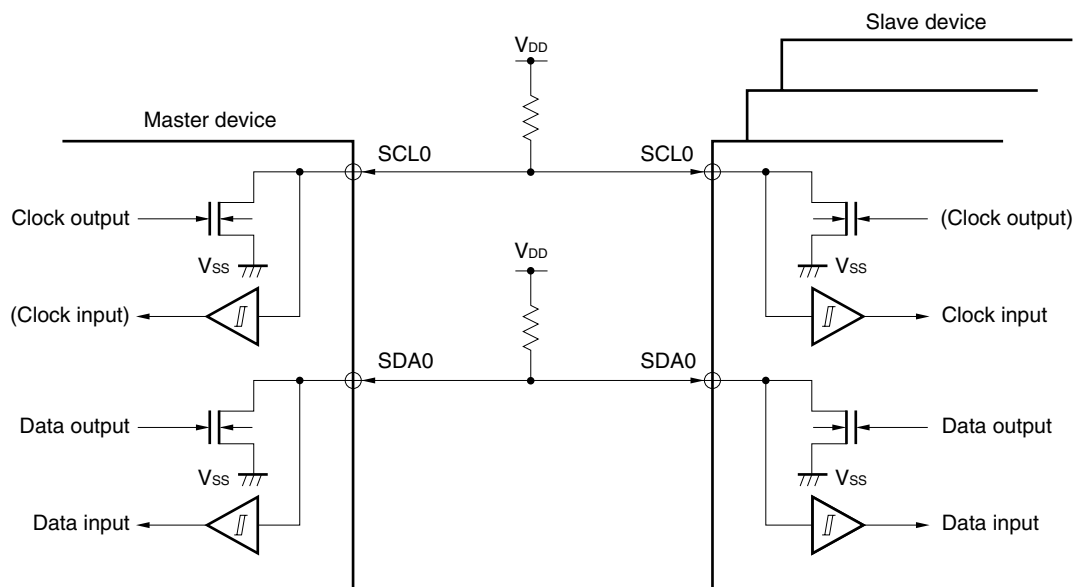 Slave device
VDD
Master device
SCL0
SCL0
Clock output
(Clock output)
VSS
VDD
VSS
(Clock input)
Clock input
SDA0
SDA0
Data output
Data output
VSS
VSS
Data input
Data input